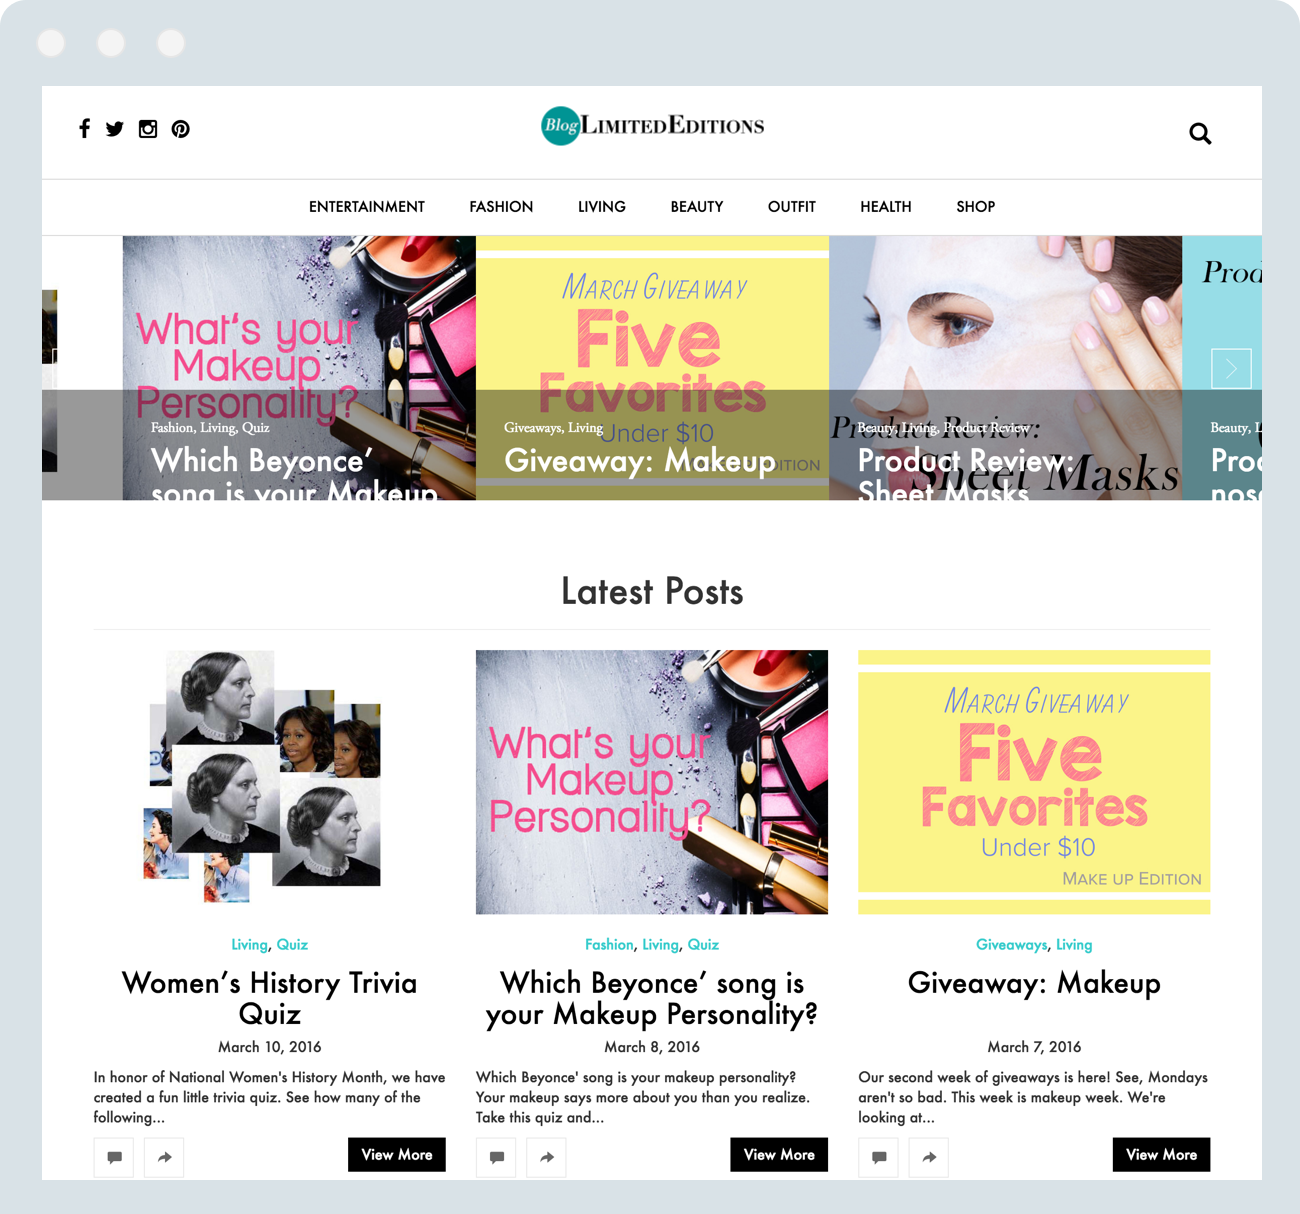 Blog LIMITEDEDITIONS
ENTERTAINMENT FASHION LIVING BEAUTY OUTFIT HEALTH SHOP
What's your
Makeup
Personality?
Fashion, Living, Quiz
Which Beyonce’
song is your Makeup
MARCH GIVEAWAY
Five
Favorites
Under $10
EDITION
Giveaways, Living
Giveaway: Makeup
Product Review:
Sheet Masks
Beauty, Living, Product Review
Product Review:
Sheet Masks
Prod
Beauty, L
Pro
nose
Latest Posts
Living, Quiz
Women’s History Trivia
Quiz
March 10, 2016
In honor of National Women's History Month, we have
created a fun little trivia quiz. See how many of the
following...
View More
What's your
Makeup
Personality?
Fashion, Living, Quiz
Which Beyonce’ song is
your Makeup Personality?
March 8, 2016
Which Beyonce' song is your makeup personality?
Your makeup says more about you than you realize.
Take this quiz and...
View More
MARCH GIVEAWAY
Five
Favorites
Under $10
MAKE UP EDITION
Giveaways, Living
Giveaway: Makeup
March 7, 2016
Our second week of giveaways is here! See, Mondays
aren't so bad. This week is makeup week. We're
looking at...
View More